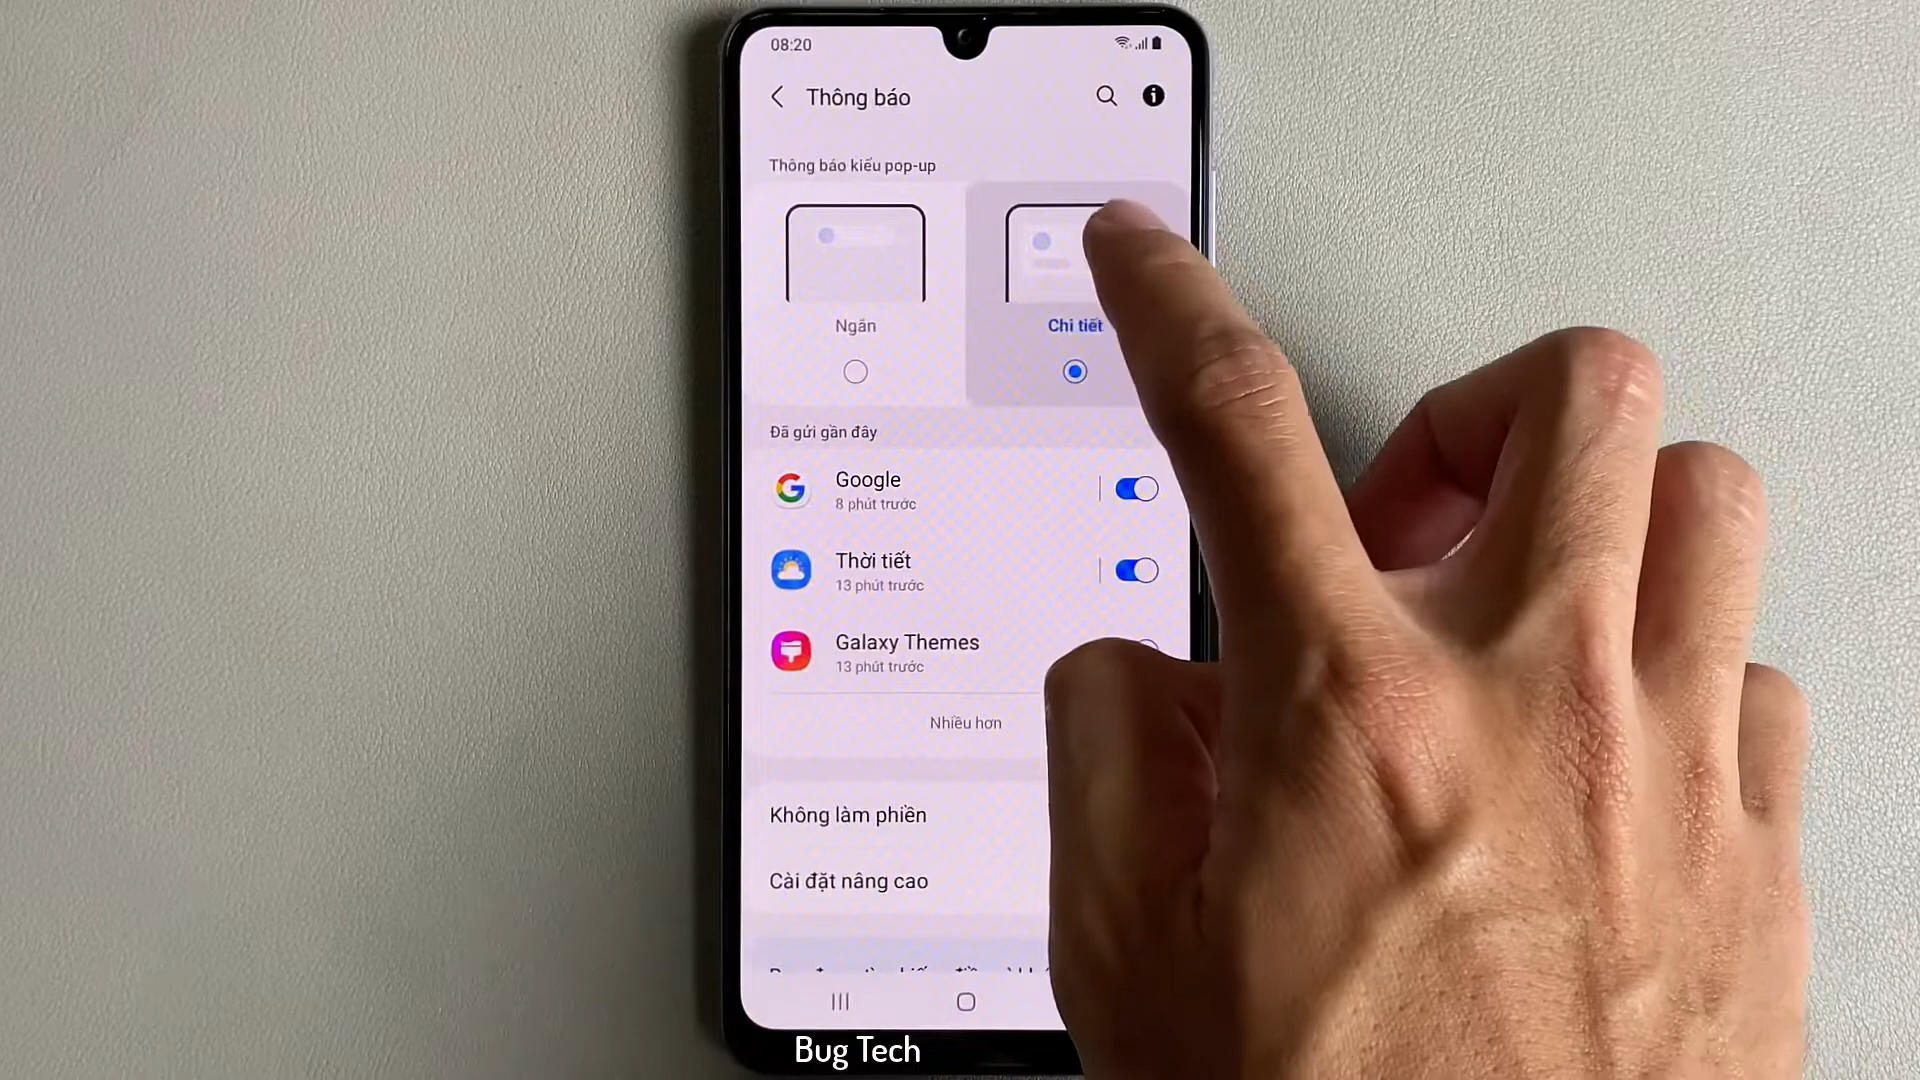 08:20
Thông báo
Thông báo kiểu pop-up
Ngắn
Chi tiết
Đã gửi gần đây
Google
8 phút trước
Thời tiết
13 phút trước
Galaxy Themes
13 phút trước
Nhiều hơn
Không làm phiền
Cài đặt nâng cao
Bug Tech